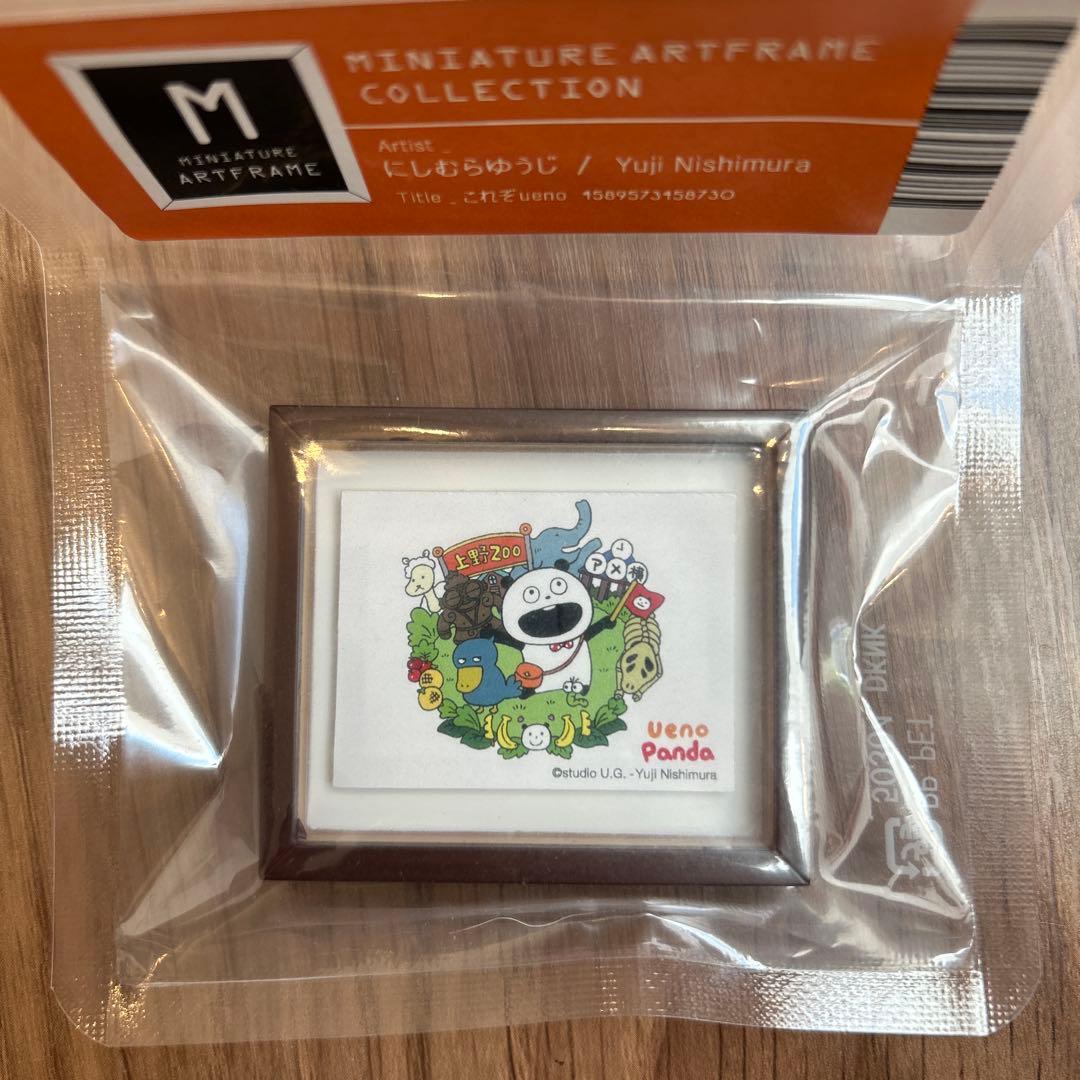 M
MINIATURE
ARTFRAME
MINIATURE ARTFRAME
COLLECTION
Artist _
にしむらゆうじ / Yuji Nishimura
Title _ これぞueno 4589573458730
上野ZOO
アメ横
ueno
Panda
©studio U.G. - Yuji Nishimura